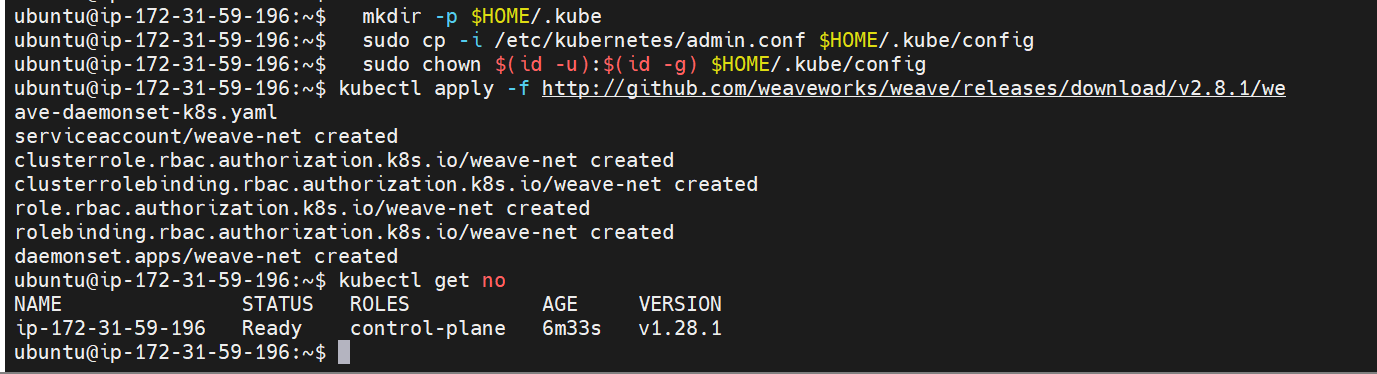 ubuntu@ip-172-31-59-196:~$   mkdir -p $HOME/.kube
ubuntu@ip-172-31-59-196:~$   sudo cp -i /etc/kubernetes/admin.conf $HOME/.kube/config
ubuntu@ip-172-31-59-196:~$   sudo chown $(id -u):$(id -g) $HOME/.kube/config
ubuntu@ip-172-31-59-196:~$ kubectl apply -f http://github.com/weaveworks/weave/releases/download/v2.8.1/we
ave-daemonset-k8s.yaml
serviceaccount/weave-net created
clusterrole.rbac.authorization.k8s.io/weave-net created
clusterrolebinding.rbac.authorization.k8s.io/weave-net created
role.rbac.authorization.k8s.io/weave-net created
rolebinding.rbac.authorization.k8s.io/weave-net created
daemonset.apps/weave-net created
ubuntu@ip-172-31-59-196:~$ kubectl get no
NAME               STATUS   ROLES           AGE     VERSION
ip-172-31-59-196   Ready    control-plane   6m33s   v1.28.1
ubuntu@ip-172-31-59-196:~$